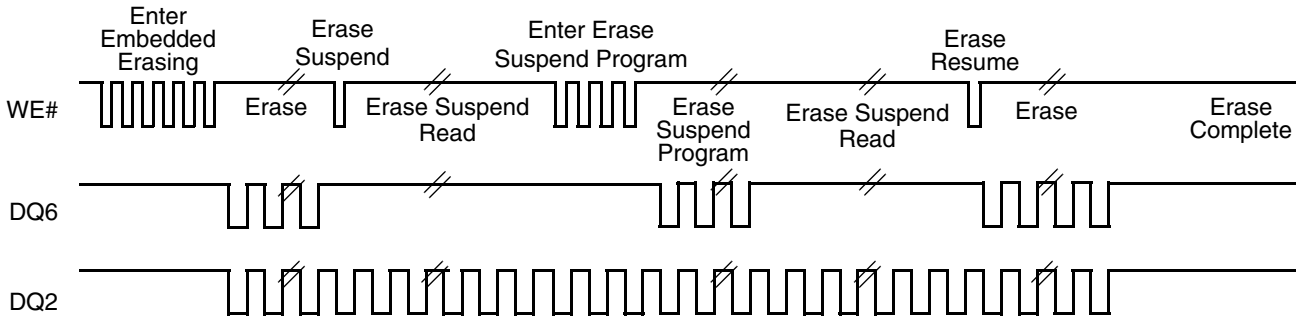 Enter
Embedded
Erasing
Erase
Suspend
Enter Erase
Suspend Program
Erase
Resume
WE#
Erase
Erase Suspend
Read
Erase
Suspend
Program
Erase Suspend
Read
Erase
Erase
Complete
DQ6
DQ2